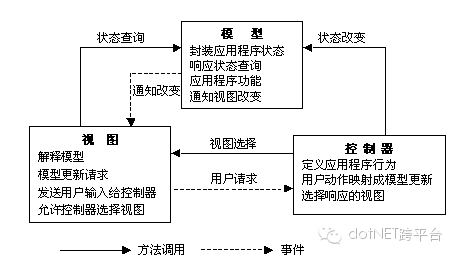 状态查询
模 型
状态改变
封装应用程序状态
响应状态查询
应用程序功能
通知视图改变
通知改变
视 图
解释模型
模型更新请求
发送用户输入给控制器
允许控制器选择视图
视图选择
用户请求
控制器
定义应用程序行为
用户动作映射成模型更新
选择响应的视图
方法调用
事件
dotNET跨平台